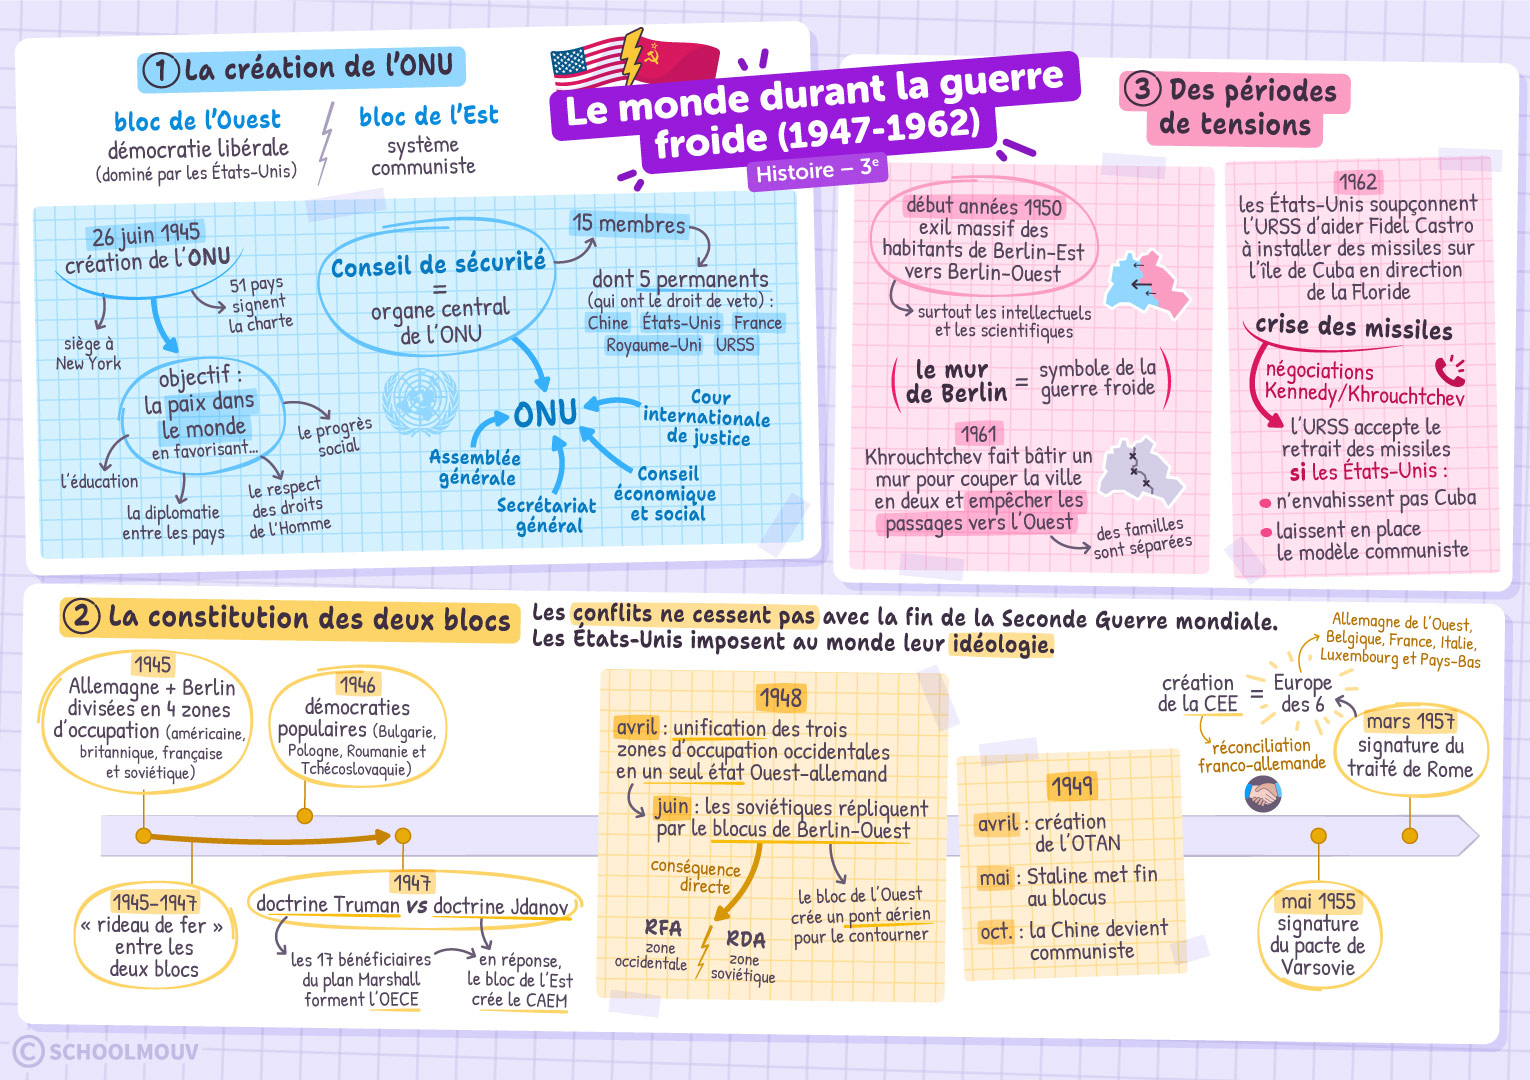 Le monde durant la guerre
froide (1947-1962)
Histoire – 3e
1 La création de l'ONU
bloc de l'Ouest
démocratie libérale
(dominé par les États-Unis)
bloc de l'Est
système
communiste
26 juin 1945
création de l'ONU
51 pays
signent
la charte
siège à
New York
objectif :
la paix dans
le monde
en favorisant...
l'éducation
la diplomatie
entre les pays
le respect
des droits
de l'Homme
le progrès
social
Conseil de sécurité
=
organe central
de l'ONU
15 membres
dont 5 permanents
(qui ont le droit de veto) :
Chine États-Unis France
Royaume-Uni URSS
ONU
Assemblée
générale
Secrétariat
général
Conseil
économique
et social
Cour
internationale
de justice
3 Des périodes
de tensions
début années 1950
exil massif des
habitants de Berlin-Est
vers Berlin-Ouest
surtout les intellectuels
et les scientifiques
le mur
de Berlin
=
symbole de la
guerre froide
1961
Khrouchtchev fait bâtir un
mur pour couper la ville
en deux et empêcher les
passages vers l'Ouest
des familles
sont séparées
1962
les États-Unis soupçonnent
l'URSS d'aider Fidel Castro
à installer des missiles sur
l'île de Cuba en direction
de la Floride
crise des missiles
négociations
Kennedy/Khrouchtchev
l'URSS accepte le
retrait des missiles
si les États-Unis :
n'envahissent pas Cuba
laissent en place
le modèle communiste
2 La constitution des deux blocs
Les conflits ne cessent pas avec la fin de la Seconde Guerre mondiale.
Les États-Unis imposent au monde leur idéologie.
1945
Allemagne + Berlin
divisées en 4 zones
d'occupation (américaine,
britannique, française
et soviétique)
1946
démocraties
populaires (Bulgarie,
Pologne, Roumanie et
Tchécoslovaquie)
1945-1947
« rideau de fer »
entre les
deux blocs
1947
doctrine Truman vs doctrine Jdanov
les 17 bénéficiaires
du plan Marshall
forment l'OECE
en réponse,
le bloc de l'Est
crée le CAEM
1948
avril : unification des trois
zones d'occupation occidentales
en un seul état Ouest-allemand
juin : les soviétiques répliquent
par le blocus de Berlin-Ouest
conséquence
directe
RFA
zone
occidentale
RDA
zone
soviétique
le bloc de l'Ouest
crée un pont aérien
pour le contourner
1949
avril : création
de l'OTAN
mai : Staline met fin
au blocus
oct. : la Chine devient
communiste
création
de la CEE
=
Europe
des 6
Allemagne de l'Ouest,
Belgique, France, Italie,
Luxembourg et Pays-Bas
réconciliation
franco-allemande
mars 1957
signature du
traité de Rome
mai 1955
signature
du pacte de
Varsovie
© SCHOOLMOUV